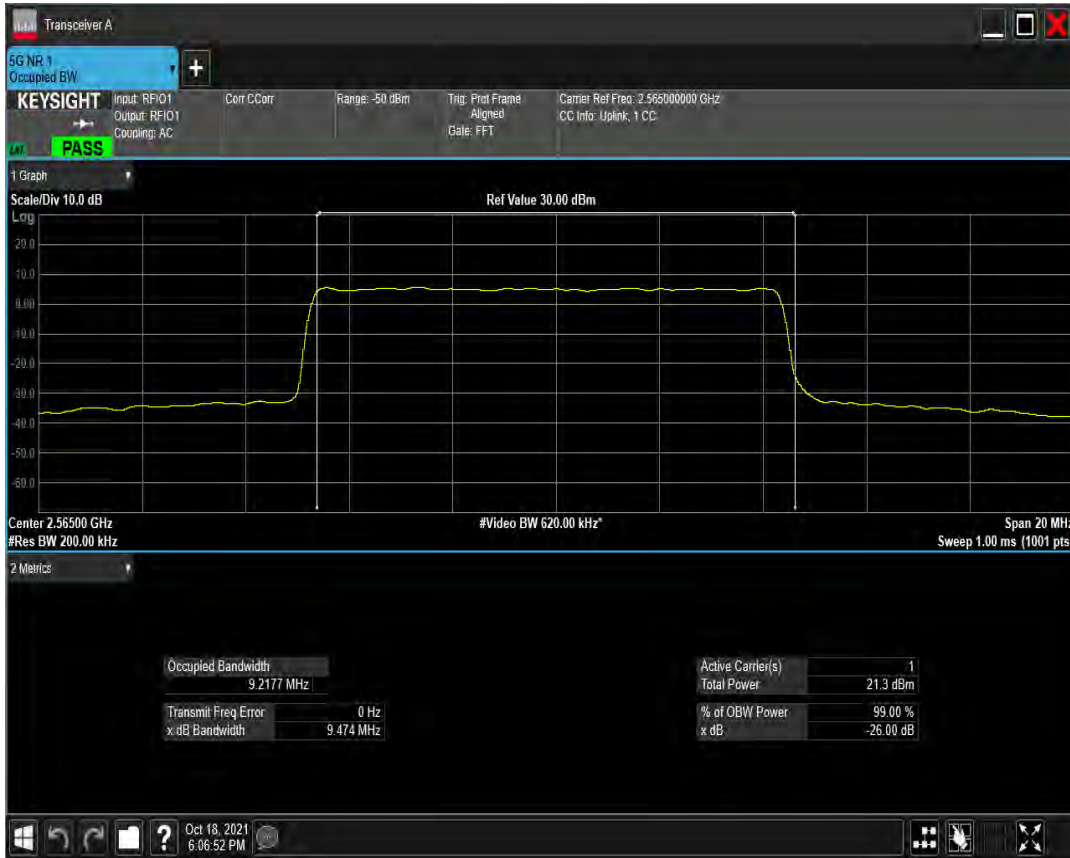 Transceiver A
5G NR 1
Occupied BW
+
KEYSIGHT
Input: RFIO1
Output: RFIO1
Coupling: AC
Corr CCorr
Range: -50 dBm
Trig: Prot Frame
Aligned
Gate: FFT
Carrier Ref Freq: 2.565000000 GHz
CC Info: Uplink, 1 CC
PASS
1 Graph
Scale/Div 10.0 dB
Ref Value 30.00 dBm
Log
20.0
10.0
0.00
-10.0
-20.0
-30.0
-40.0
-50.0
-60.0
Center 2.56500 GHz
#Video BW 620.00 kHz*
Span 20 MHz
#Res BW 200.00 kHz
Sweep 1.00 ms (1001 pts
2 Metrics
Occupied Bandwidth
9.2177 MHz
Transmit Freq Error 0 Hz
x dB Bandwidth 9.474 MHz
Active Carrier(s) 1
Total Power 21.3 dBm
% of OBW Power 99.00 %
x dB -26.00 dB
?
Oct 18, 2021
6:06:52 PM